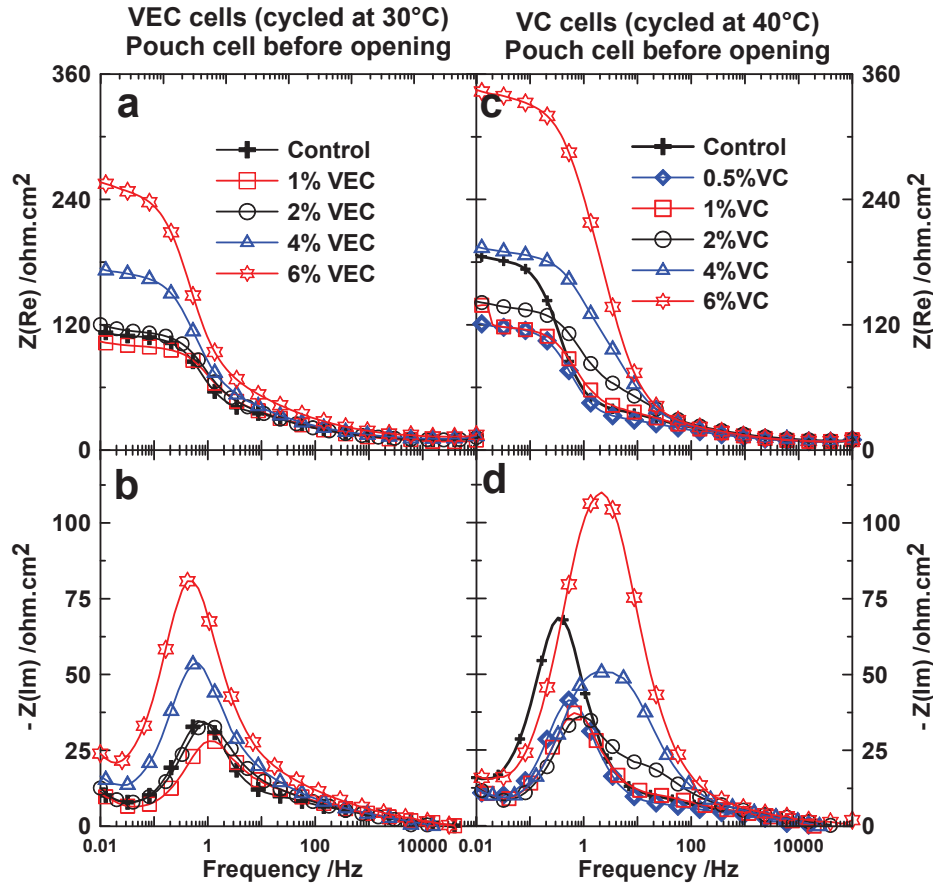 VEC cells (cycled at 30°C)
Pouch cell before opening
VC cells (cycled at 40°C)
Pouch cell before opening
a
Control
1% VEC
2% VEC
4% VEC
6% VEC
360
240
120
0
Z(Re) /ohm.cm2
c
Control
0.5%VC
1%VC
2%VC
4%VC
6%VC
360
240
120
0
Z(Re) /ohm.cm2
b
100
75
50
25
0
- Z(Im) /ohm.cm2
0.01
1
100
10000
Frequency /Hz
d
100
75
50
25
0
- Z(Im) /ohm.cm2
0.01
1
100
10000
Frequency /Hz